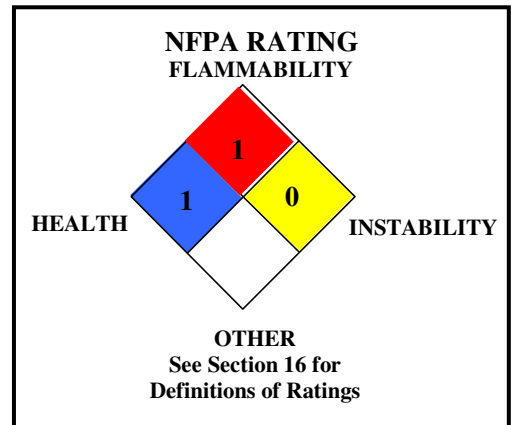 NFPA RATING
FLAMMABILITY
1
1
0
HEALTH
INSTABILITY
OTHER
See Section 16 for
Definitions of Ratings